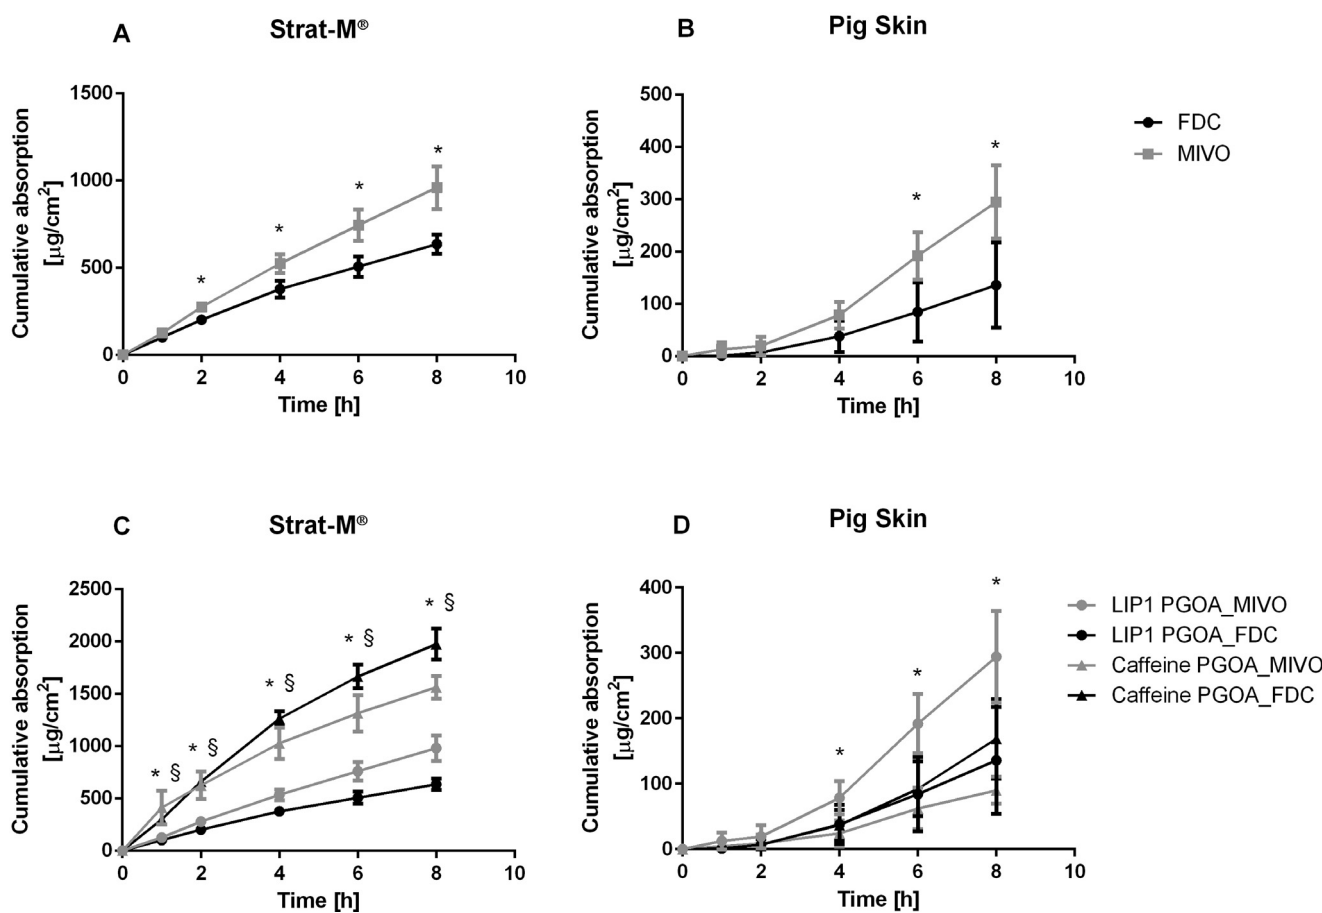 A
Strat-M®
Cumulative absorption
[µg/cm²]
1500
1000
500
0
*
*
*
*
0
2
4
6
8
10
Time [h]
B
Pig Skin
Cumulative absorption
[µg/cm²]
500
400
300
200
100
0
*
*
0
2
4
6
8
10
Time [h]
FDC
MIVO
C
Strat-M®
Cumulative absorption
[µg/cm²]
2500
2000
1500
1000
500
0
* §
* §
* §
* §
* §
0
2
4
6
8
10
Time [h]
D
Pig Skin
Cumulative absorption
[µg/cm²]
400
300
200
100
0
*
*
*
0
2
4
6
8
10
Time [h]
LIP1 PGOA_MIVO
LIP1 PGOA_FDC
Caffeine PGOA_MIVO
Caffeine PGOA_FDC